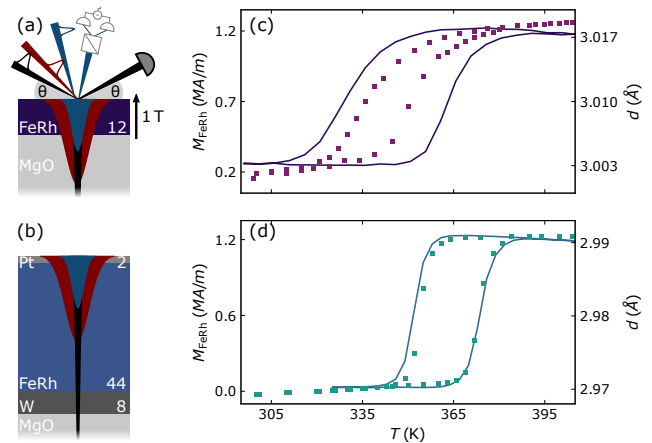 (a)
θ
θ
1 T
FeRh
12
MgO
(b)
Pt
2
FeRh
44
W
8
MgO
(c)
1.2
0.7
0.2
M_FeRh (MA/m)
3.017
3.010
3.003
d (Å)
(d)
1.2
0.6
0.0
M_FeRh (MA/m)
2.99
2.98
2.97
d (Å)
305
335
365
395
T (K)